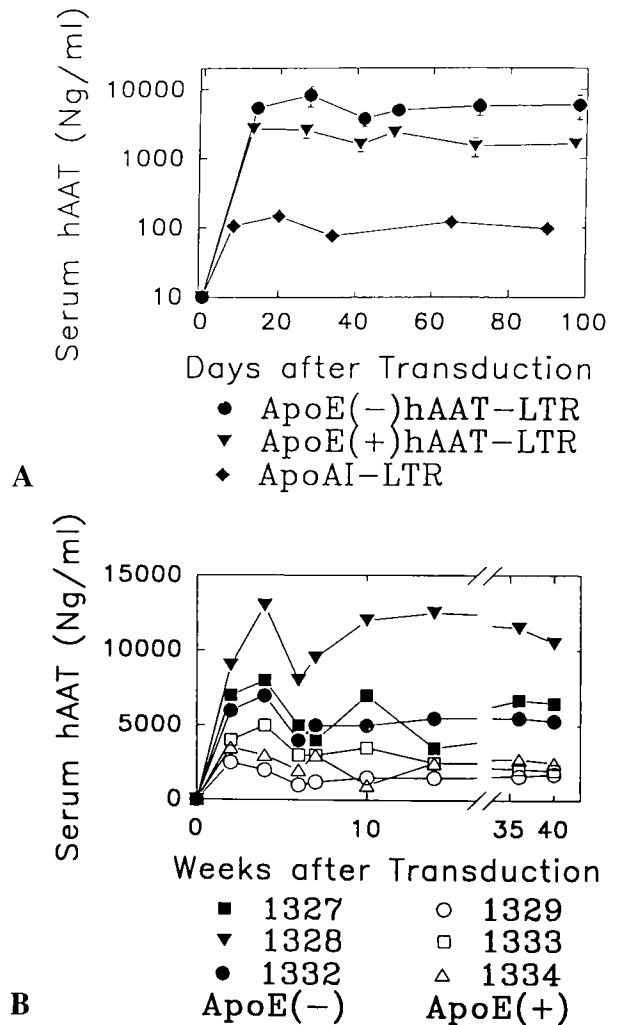 Serum hAAT (Ng/ml)
10000
1000
100
10
0 20 40 60 80 100
Days after Transduction
ApoE(-)hAAT-LTR
ApoE(+)hAAT-LTR
ApoAI-LTR
A
Serum hAAT (Ng/ml)
15000
10000
5000
0
0 10 35 40
Weeks after Transduction
1327 1329
1328 1333
1332 1334
ApoE(-) ApoE(+)
B